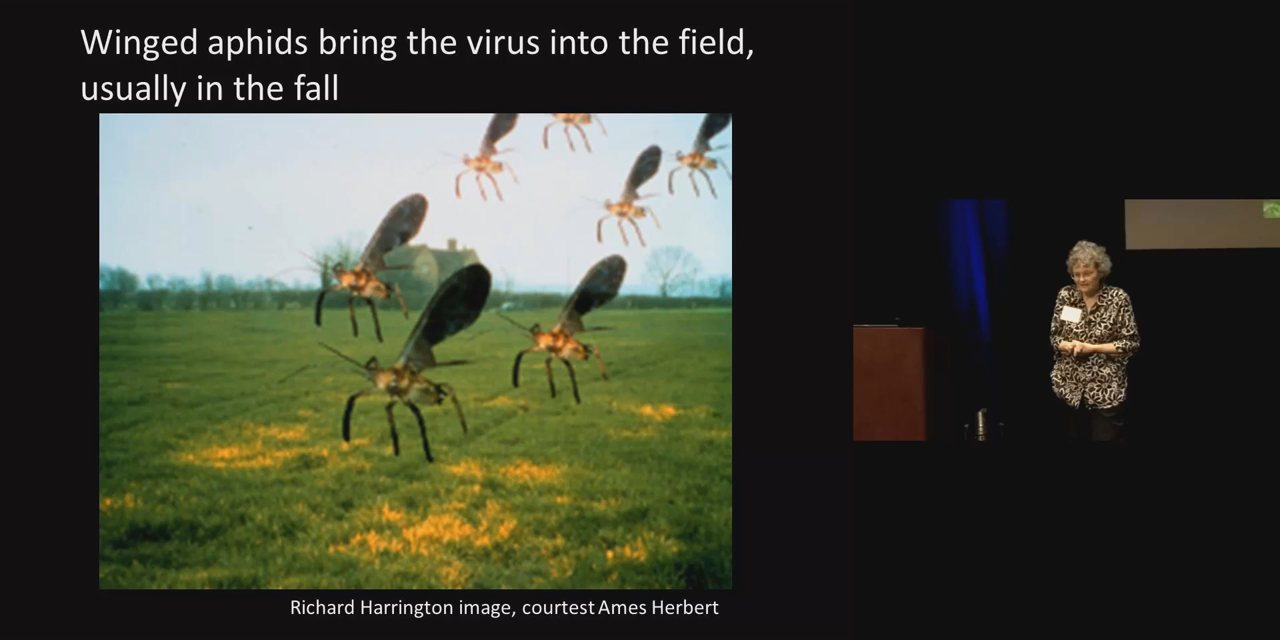 Winged aphids bring the virus into the field,
usually in the fall
Richard Harrington image, courtest Ames Herbert